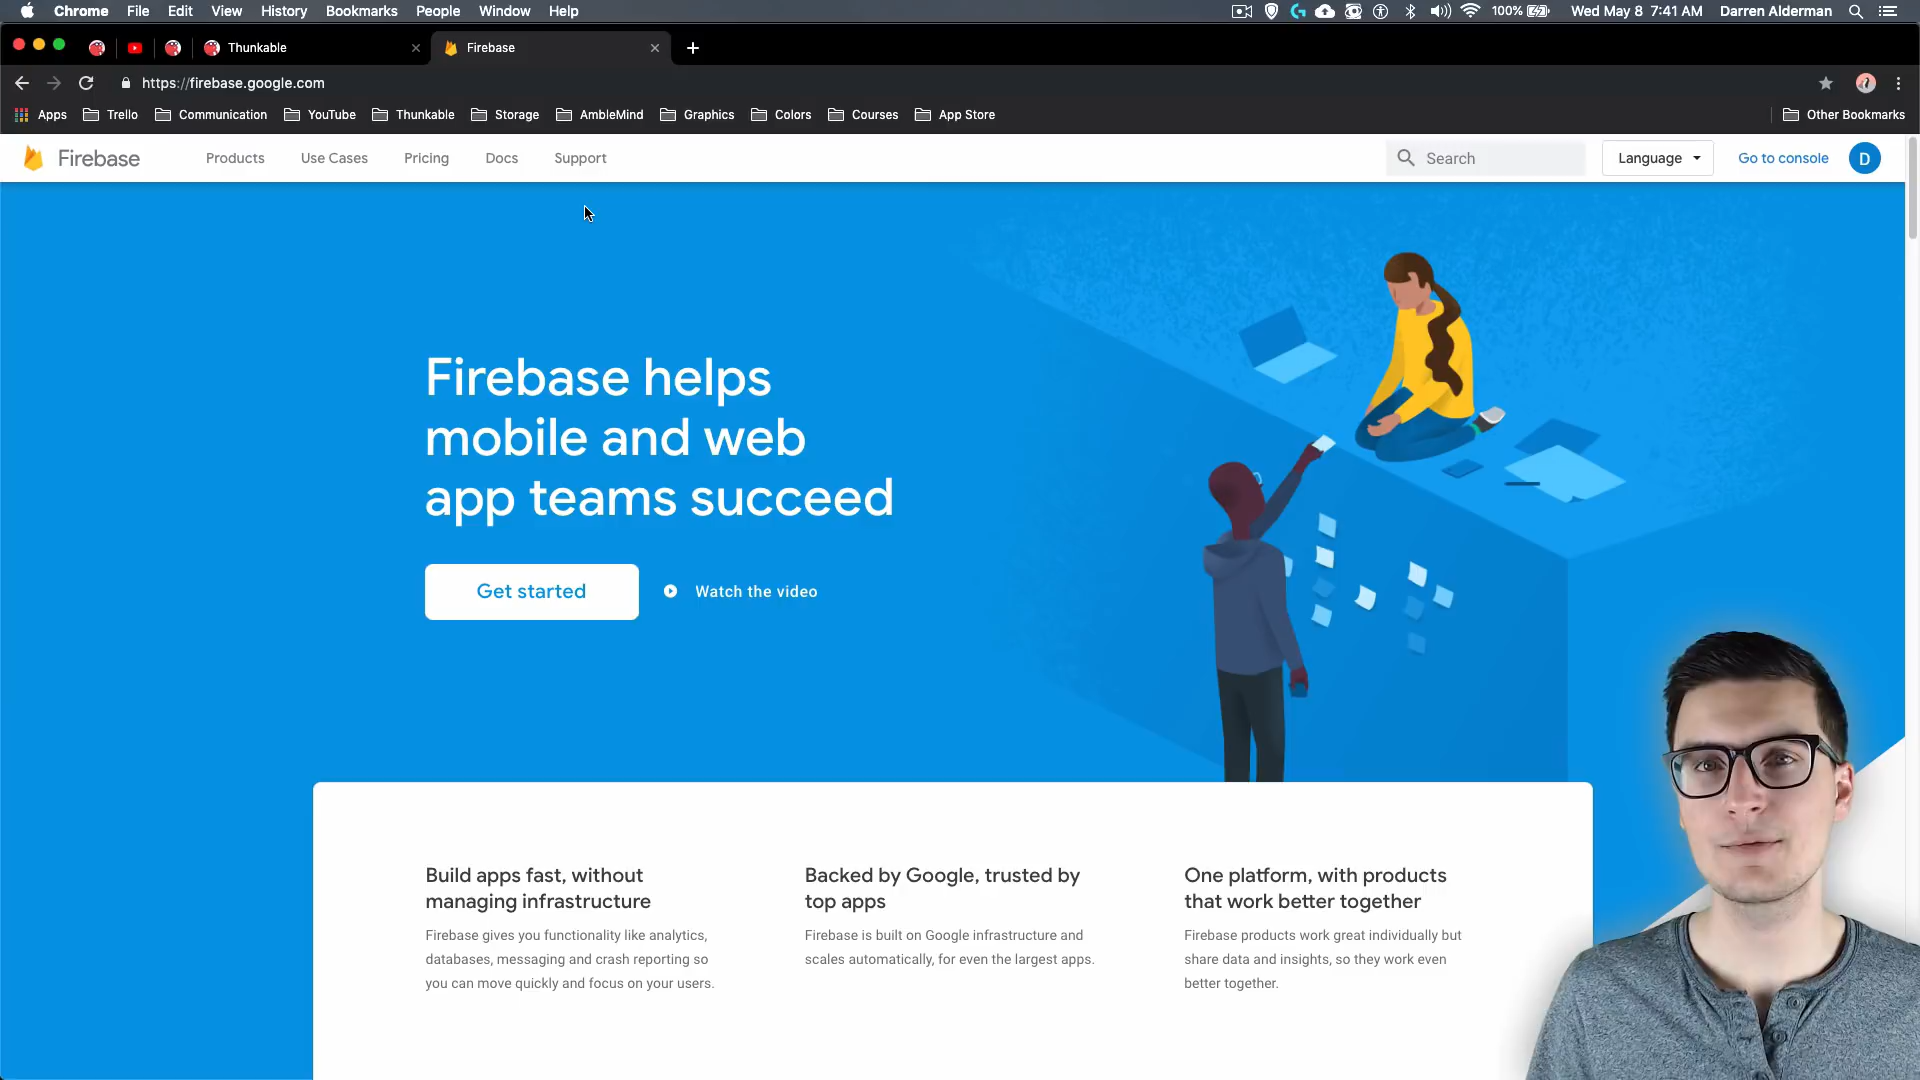 Chrome File Edit View History Bookmarks People Window Help 100% Wed May 8 7:41 AM Darren Alderman
Thunkable Firebase
https://firebase.google.com
Apps Trello Communication YouTube Thunkable Storage AmbleMind Graphics Colors Courses App Store Other Bookmarks
Firebase Products Use Cases Pricing Docs Support Search Language Go to console D
Firebase helps
mobile and web
app teams succeed
Get started Watch the video
Build apps fast, without
managing infrastructure
Firebase gives you functionality like analytics,
databases, messaging and crash reporting so
you can move quickly and focus on your users.
Backed by Google, trusted by
top apps
Firebase is built on Google infrastructure and
scales automatically, for even the largest apps.
One platform, with products
that work better together
Firebase products work great individually but
share data and insights, so they work even
better together.